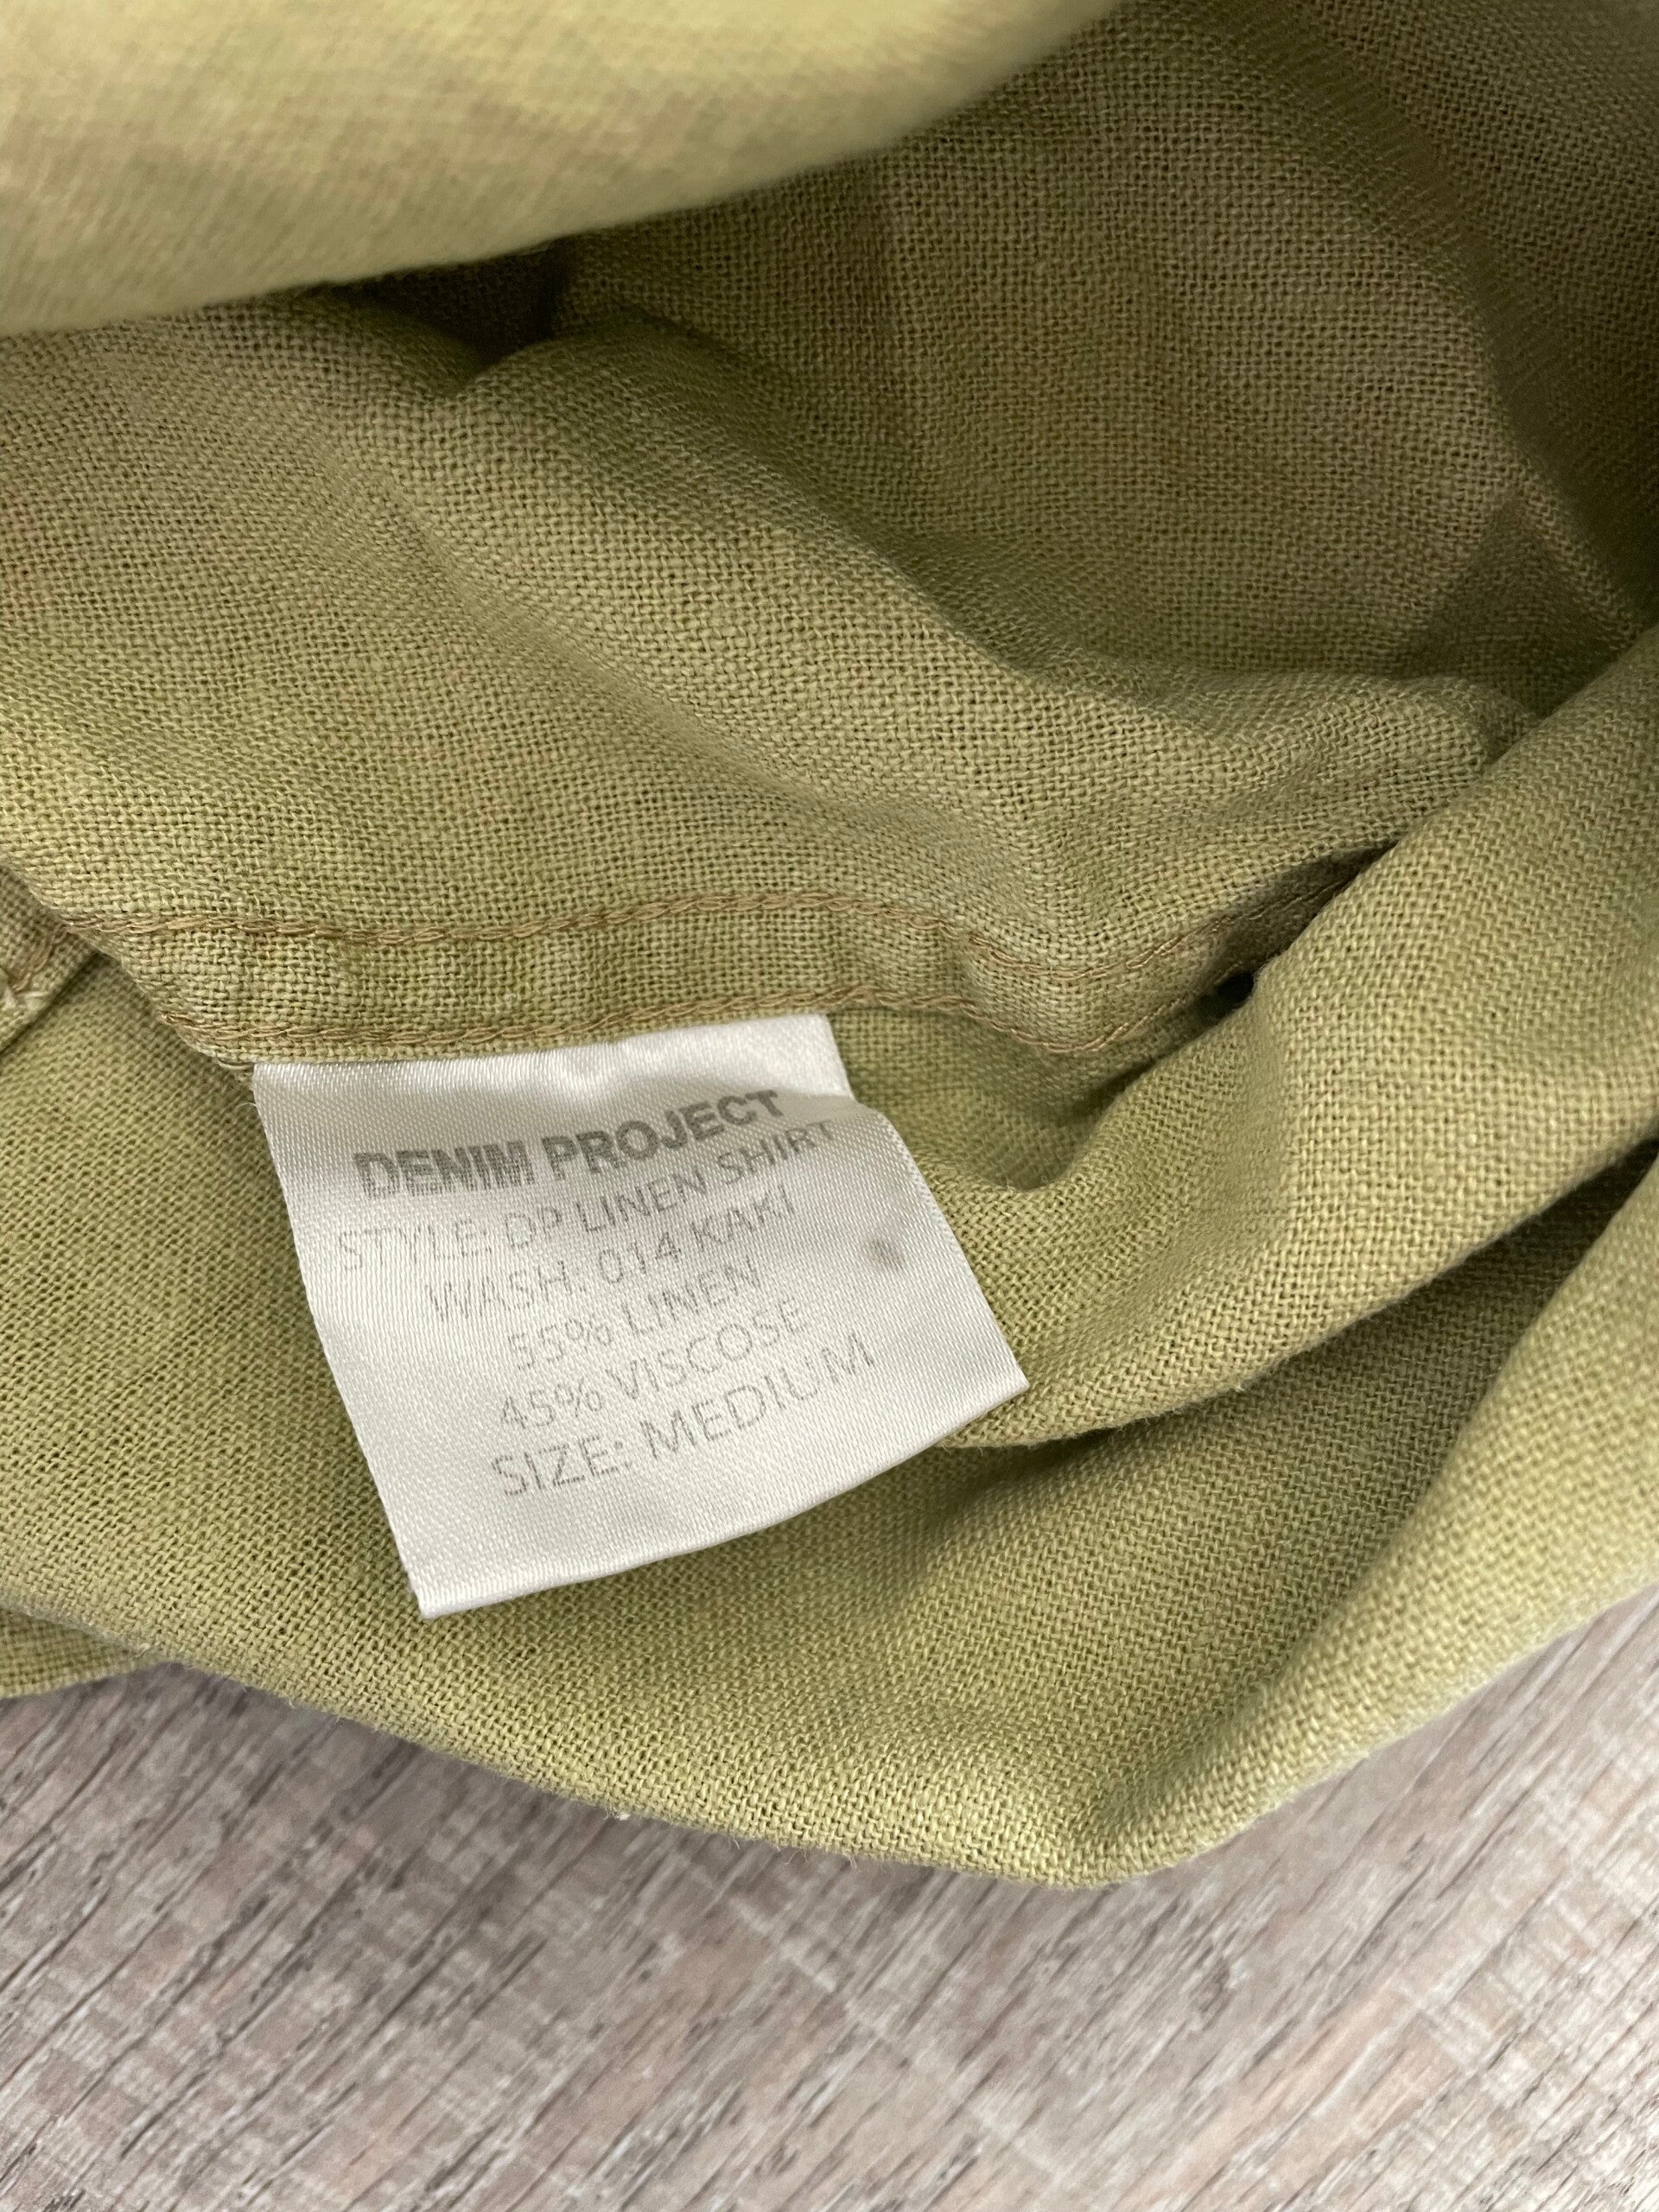 DENIM PROJECT
STYLE: DP LINEN SHIRT
WASH: 014 KAKI
55% LINEN
45% VISCOSE
SIZE: MEDIUM